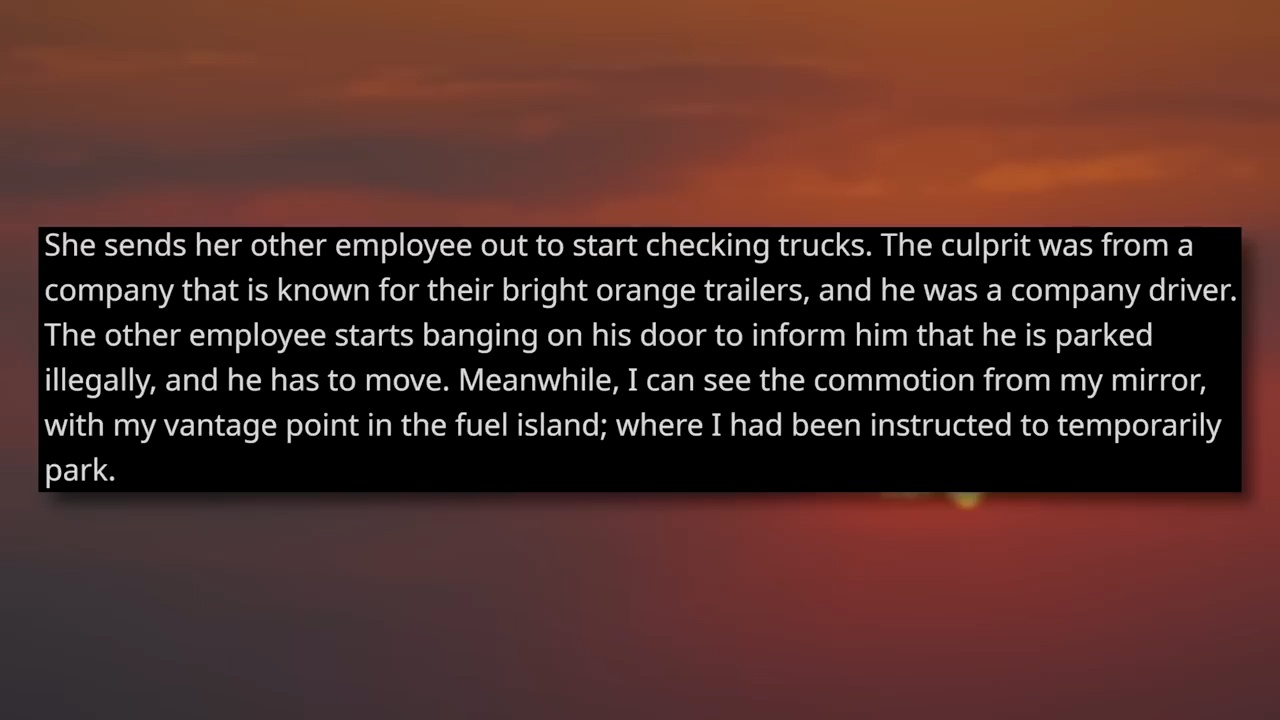 She sends her other employee out to start checking trucks. The culprit was from a
company that is known for their bright orange trailers, and he was a company driver.
The other employee starts banging on his door to inform him that he is parked
illegally, and he has to move. Meanwhile, I can see the commotion from my mirror,
with my vantage point in the fuel island; where I had been instructed to temporarily
park.